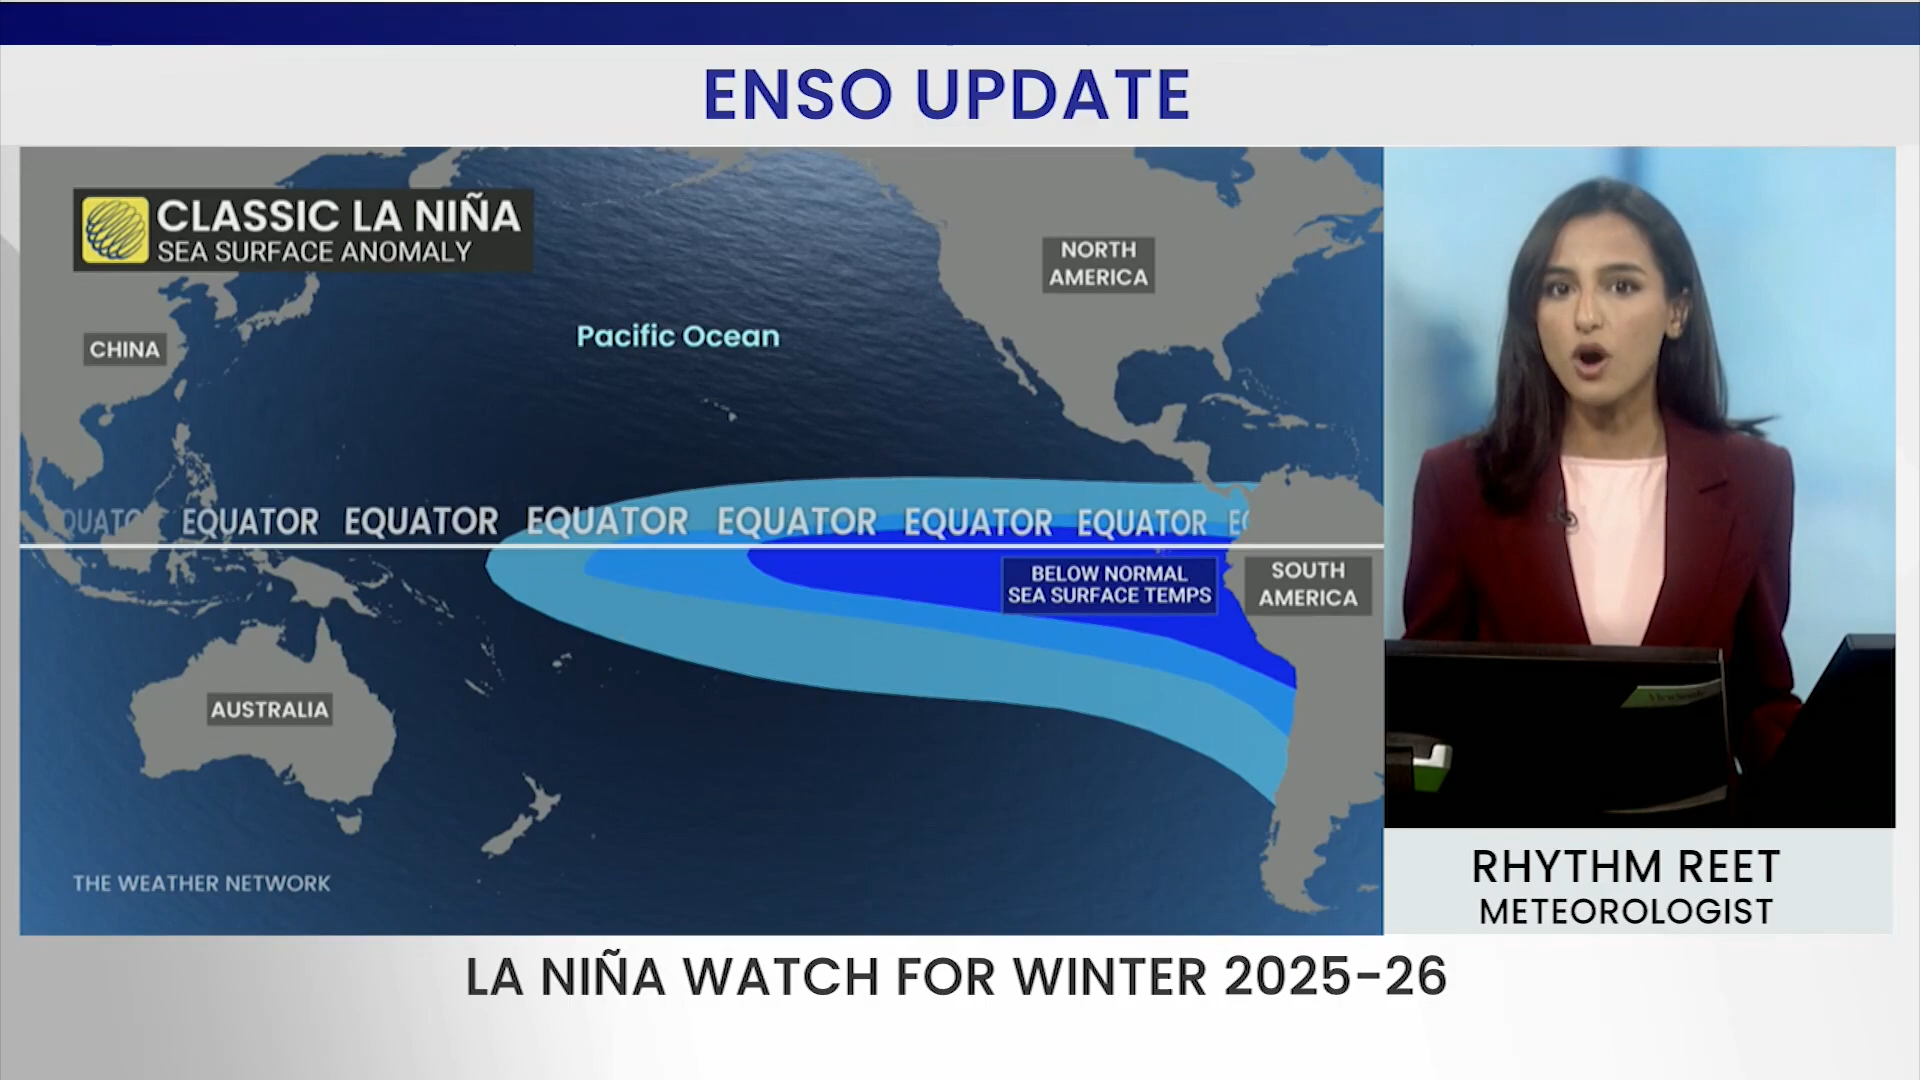 ENSO UPDATE
CLASSIC LA NIÑA
SEA SURFACE ANOMALY
NORTH
AMERICA
Pacific Ocean
CHINA
EQUATOR EQUATOR EQUATOR EQUATOR EQUATOR EQUATOR
BELOW NORMAL
SEA SURFACE TEMPS
SOUTH
AMERICA
AUSTRALIA
THE WEATHER NETWORK
RHYTHM REET
METEOROLOGIST
LA NIÑA WATCH FOR WINTER 2025-26